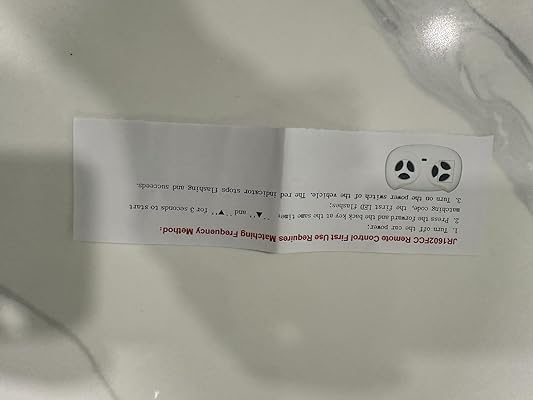 JR1602FCC Remote Control First Use Requires Matching Frequency Method:
1. Turn off the car power;
2. Press the forward and the back key at the same time "▲" and "▼" for 3 seconds to start
matching code, the first LED flashes;
3. Turn on the power switch of the vehicle. The red indicator stops flashing and succeeds.